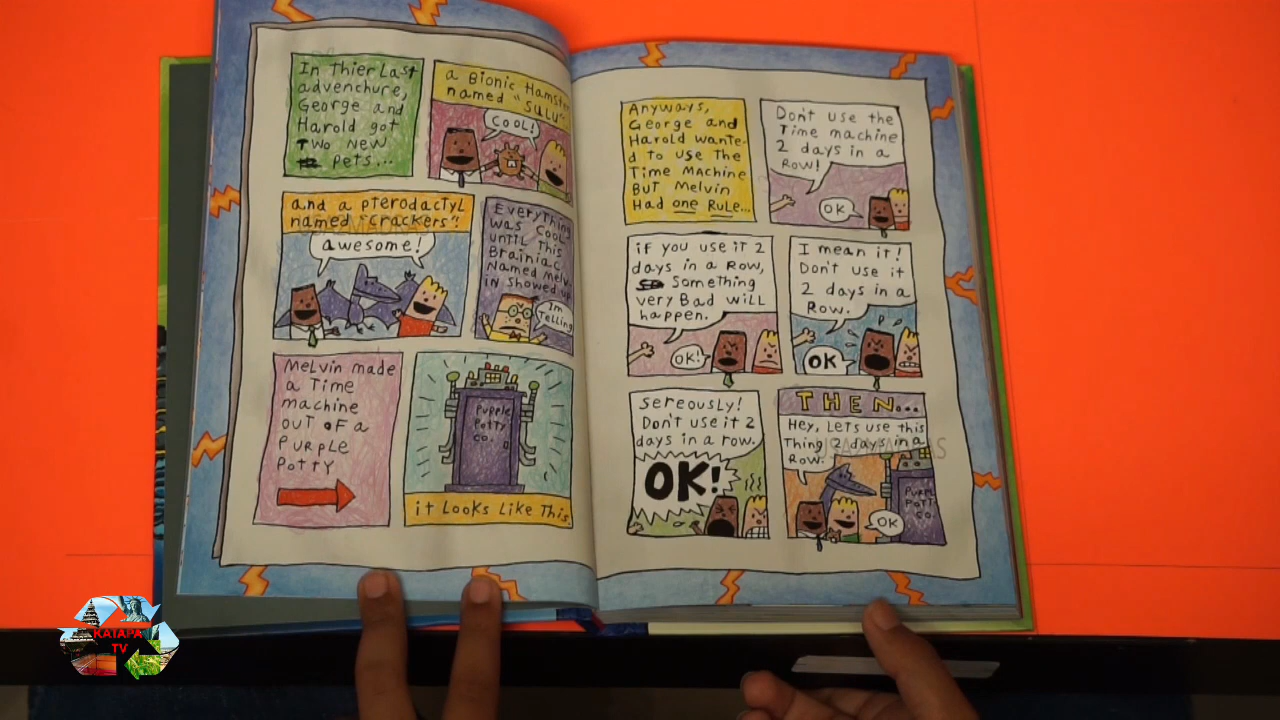 In Thier Last
advenchure,
George and
Harold got
Two New
Pets...
a Bionic Hamster
named "SULU"
COOL!
and a pterodactyl
named "Crackers".
awesome!
Everything
was Cool
until this
Brainiac
Named Melv
in Showed up
Im
Telling
Melvin made
a Time
machine
out of a
Purple
Potty
PURPLE
POTTY
CO.
it Looks Like This.
Anyways,
George and
Harold wante-
d to use the
Time Machine
But Melvin
Had one Rule...
Don't use the
Time machine
2 days in a
Row!
OK
if you use it 2
days in a Row,
Something
very Bad will
happen.
OK!
I mean it!
Don't use it
2 days in a
Row.
OK
Sereously!
Don't use it 2
days in a row.
OK!
THEN...
Hey, Lets use this
Thing 2 days in a
Row.
PURPL
POTT
CO.
OK
KATAPA
TV